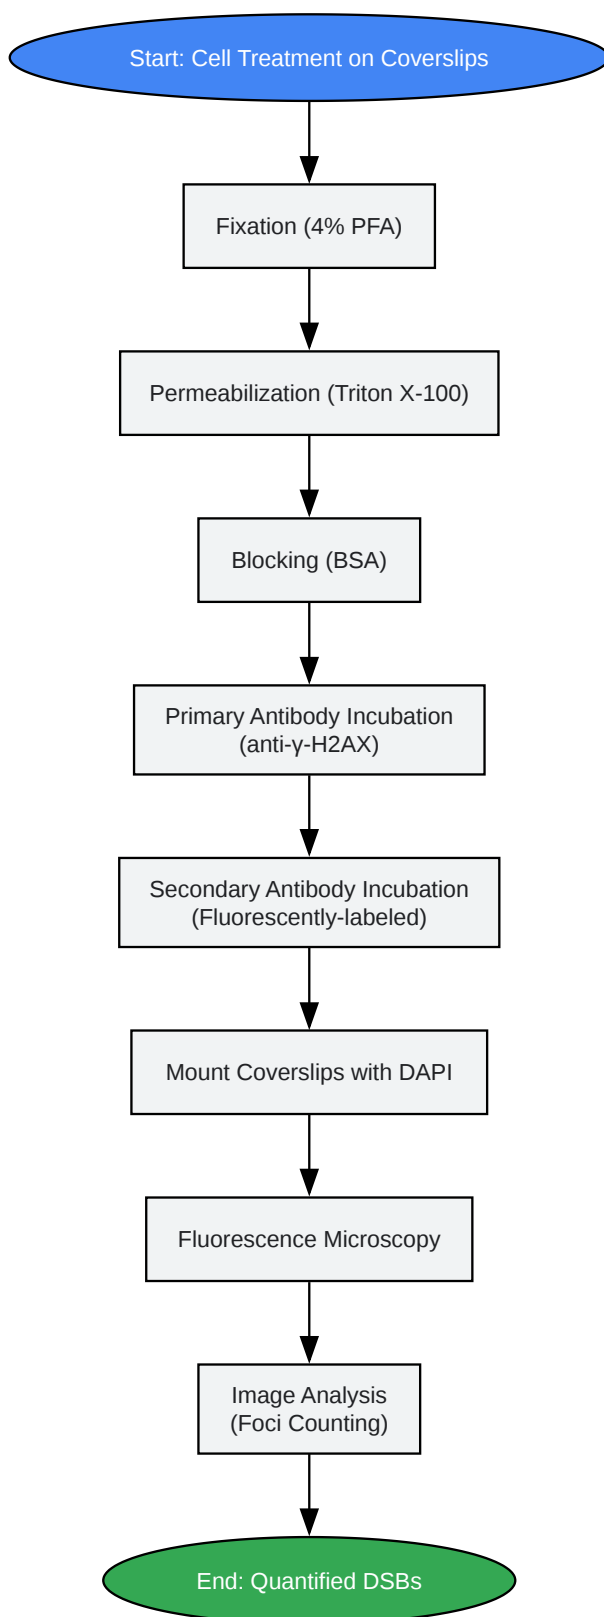 Start: Cell Treatment on Coverslips
Fixation (4% PFA)
Permeabilization (Triton X-100)
Blocking (BSA)
Primary Antibody Incubation
(anti-γ-H2AX)
Secondary Antibody Incubation
(Fluorescently-labeled)
Mount Coverslips with DAPI
Fluorescence Microscopy
Image Analysis
(Foci Counting)
End: Quantified DSBs